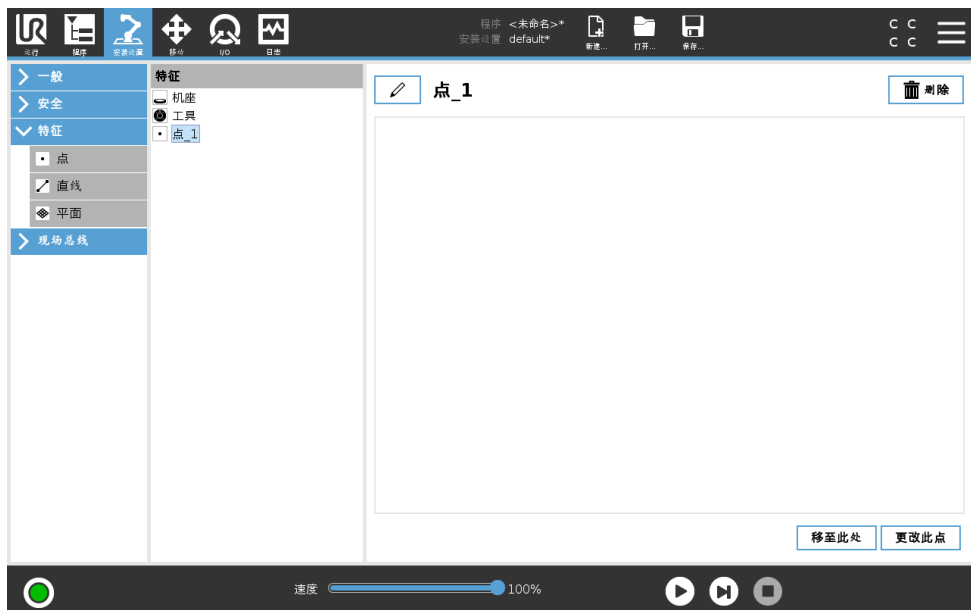 UR
运行
程序
安装设置
移动
I/O
日志
程序 <未命名>*
安装设置 default*
新建...
打开...
保存...
C C
C C
一般
安全
特征
点
直线
平面
现场总线
特征
机座
工具
点_1
点_1
删除
移至此处
更改此点
速度
100%